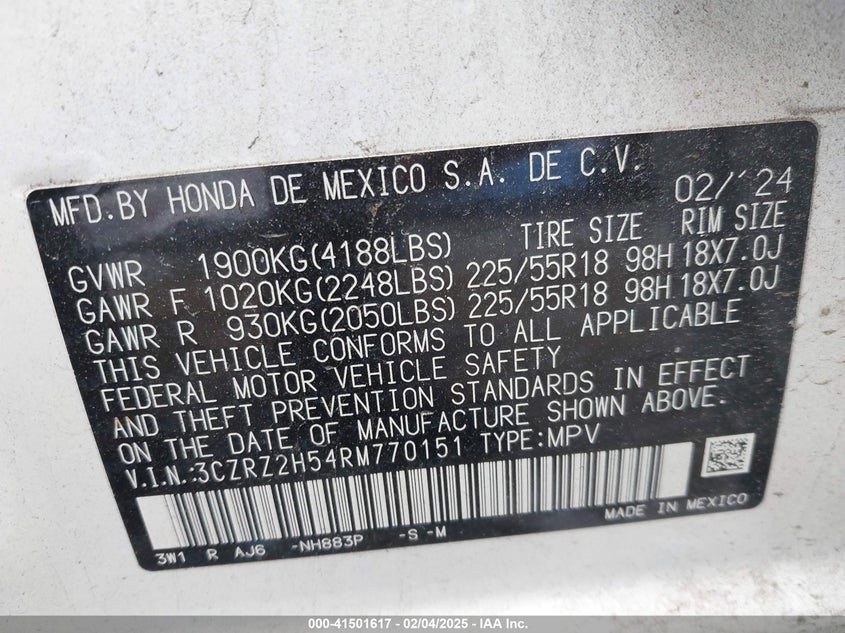 MFD.BY HONDA DE MEXICO S.A. DE C.V. 02/'24
TIRE SIZE RIM SIZE
GVWR 1900KG(4188LBS)
GAWR F 1020KG(2248LBS) 225/55R18 98H 18X7.0J
GAWR R 930KG(2050LBS) 225/55R18 98H 18X7.0J
THIS VEHICLE CONFORMS TO ALL APPLICABLE
FEDERAL MOTOR VEHICLE SAFETY
AND THEFT PREVENTION STANDARDS IN EFFECT
ON THE DATE OF MANUFACTURE SHOWN ABOVE.
V.I.N.:3CZRZ2H54RM770151 TYPE:MPV
3W1 R AJ6 -NH883P -S -M MADE IN MEXICO
000-41501617 - 02/04/2025 - IAA Inc.